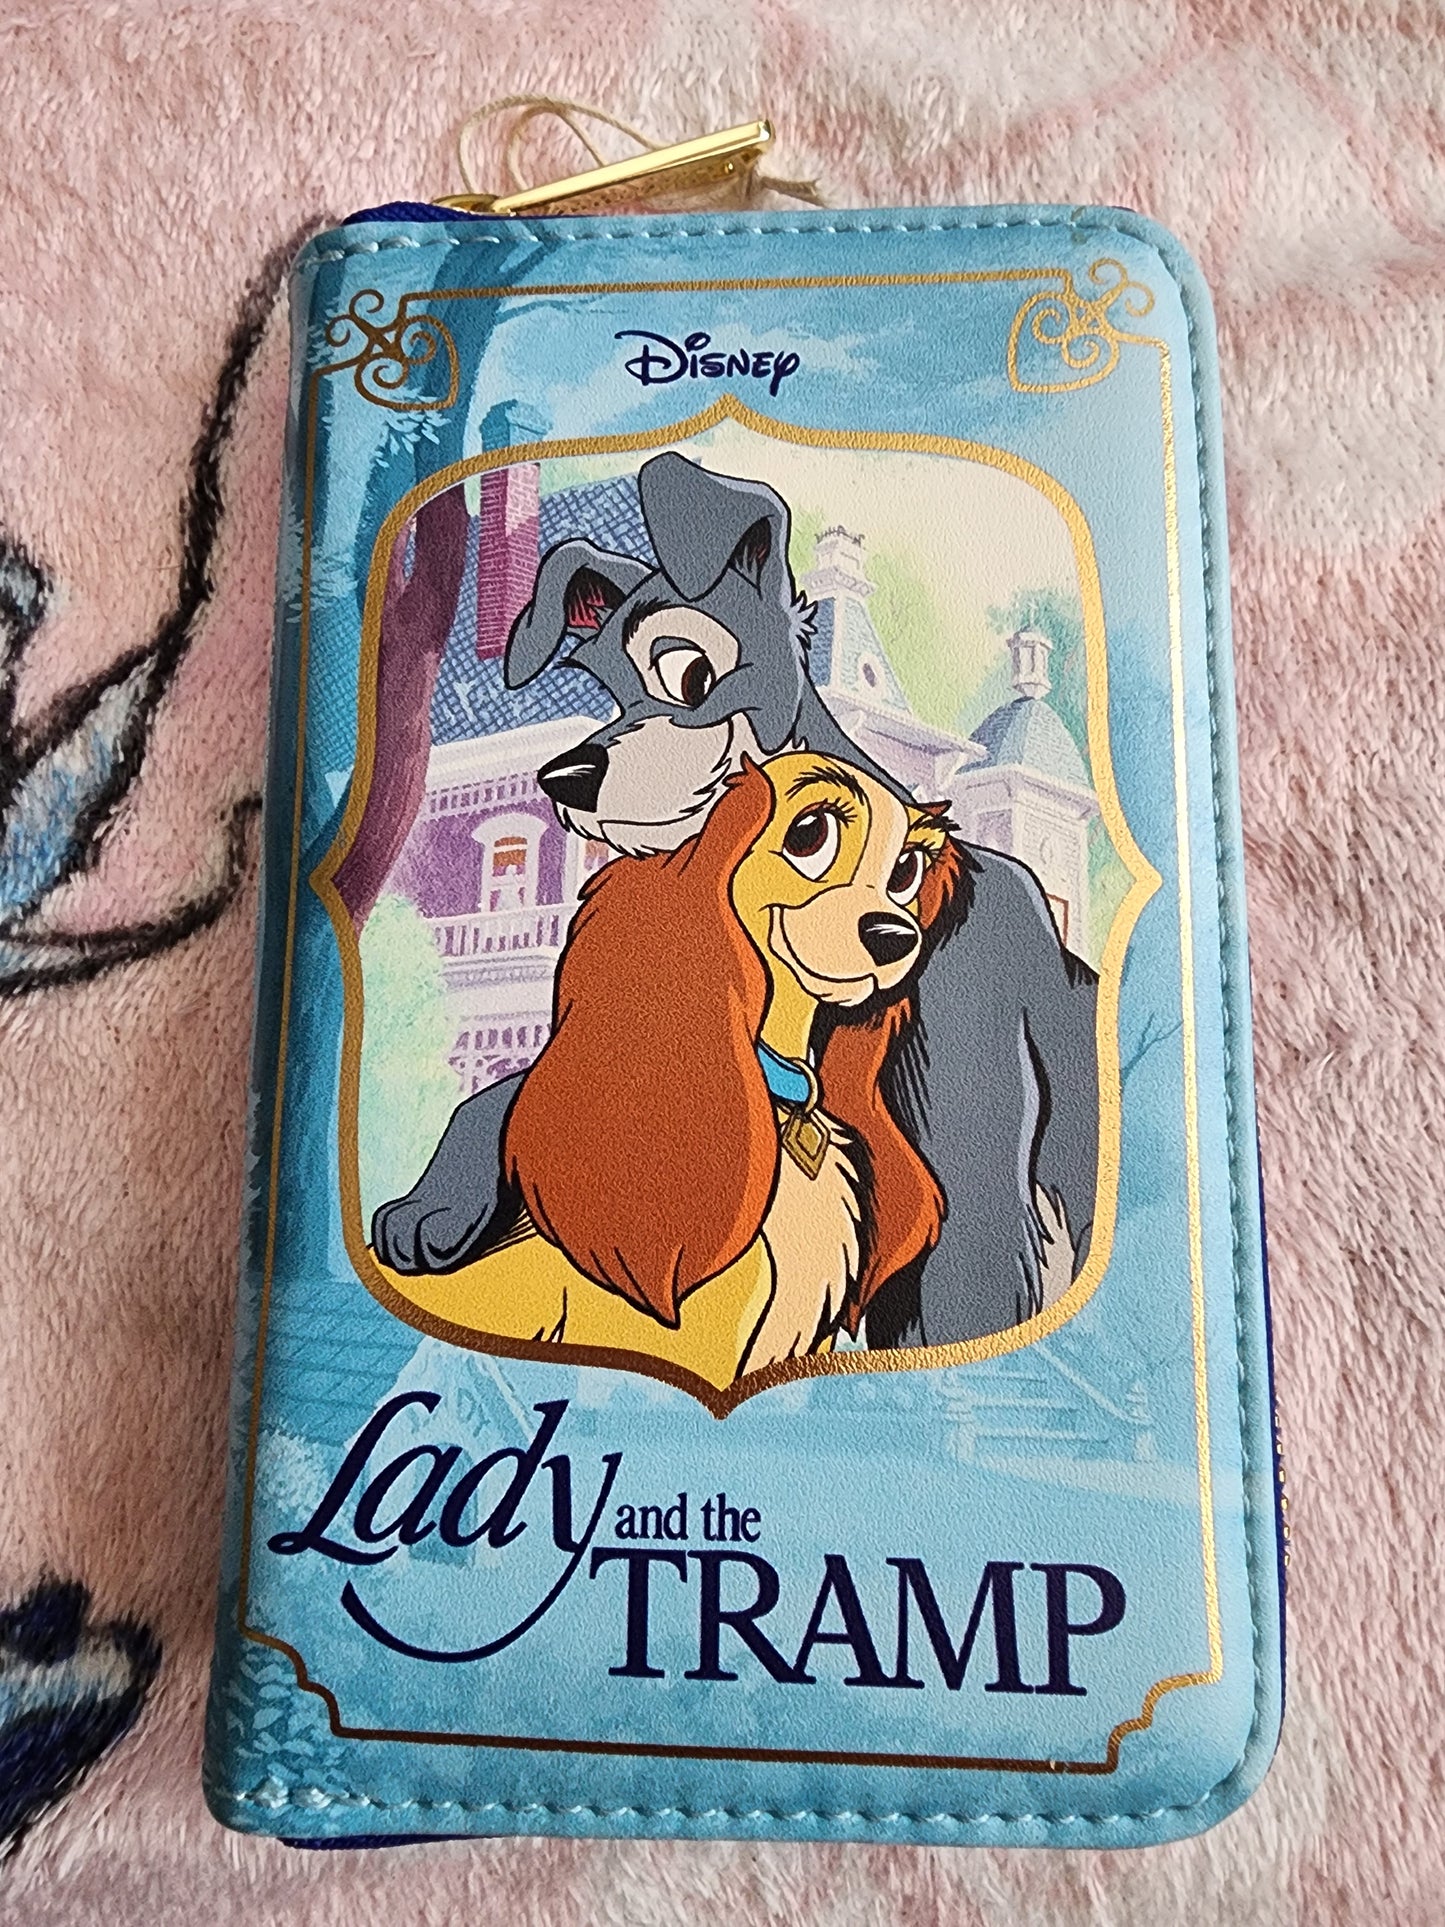 Disney
Lady and the
TRAMP